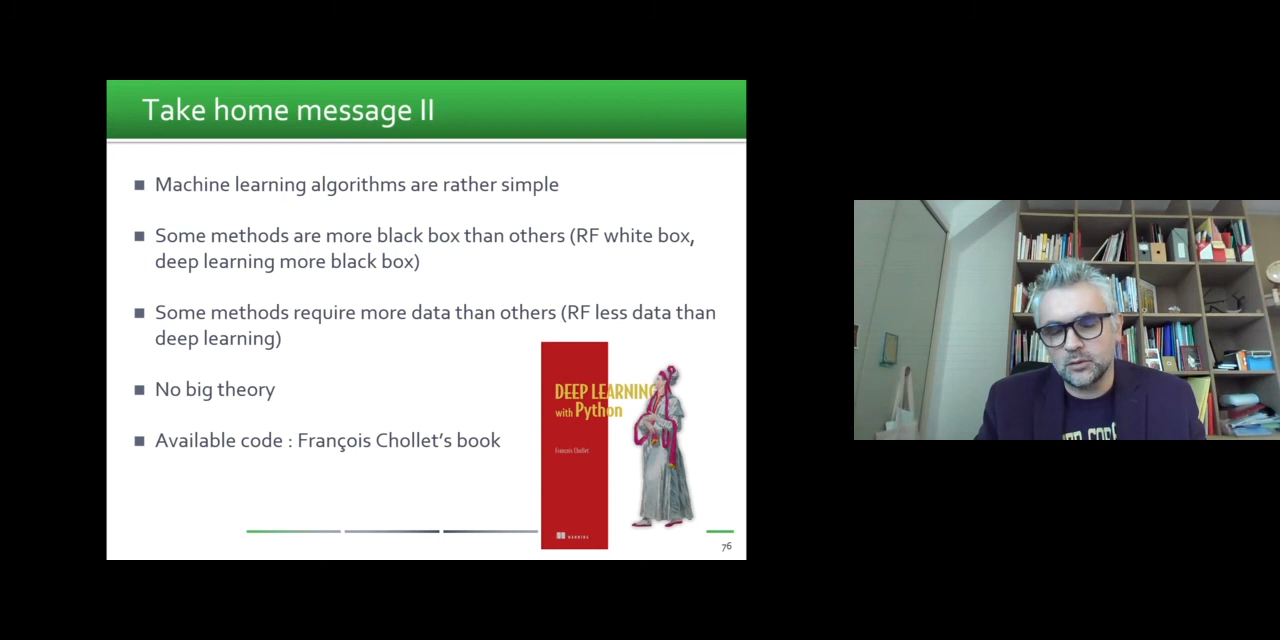 Take home message II
Machine learning algorithms are rather simple
Some methods are more black box than others (RF white box,
deep learning more black box)
Some methods require more data than others (RF less data than
deep learning)
No big theory
Available code : François Chollet's book
DEEP LEARNING
with Python
François Chollet
MANNING
76